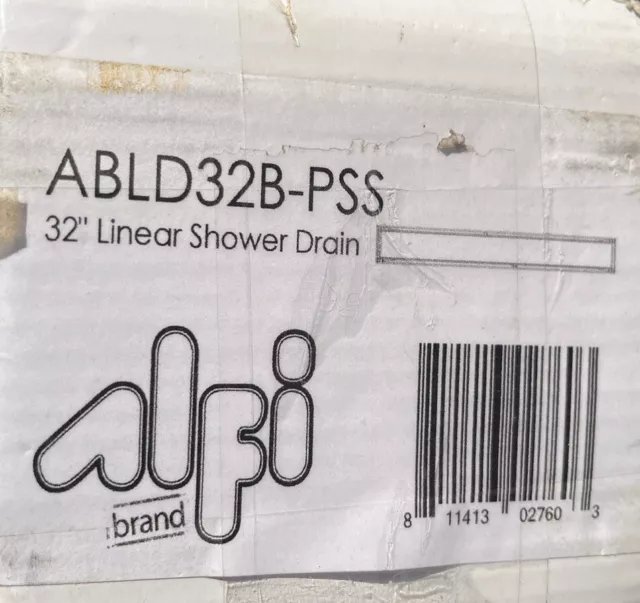 ABLD32B-PSS
32" Linear Shower Drain
alfi
brand
8 11413 02760 3